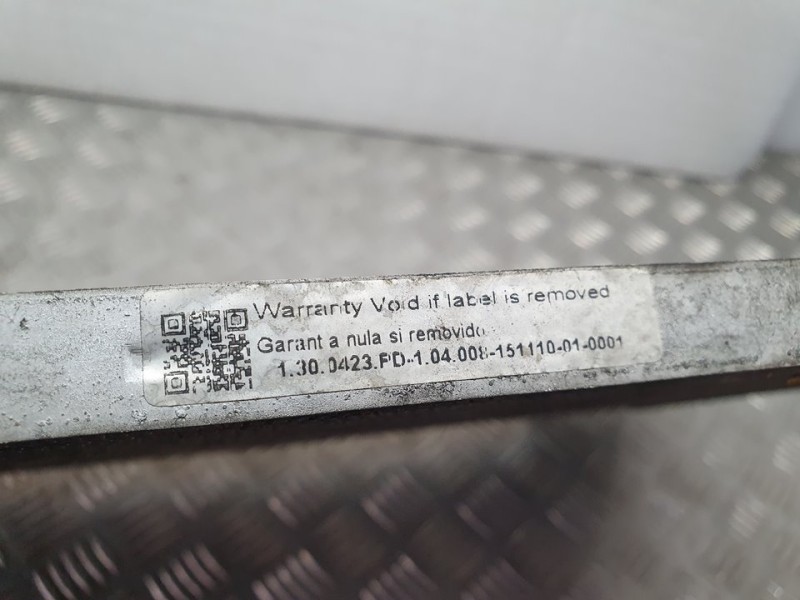 Warranty Void if label is removed
Garant a nula si removido
1.30.0423.PD-1.04.008-151110-01-0001